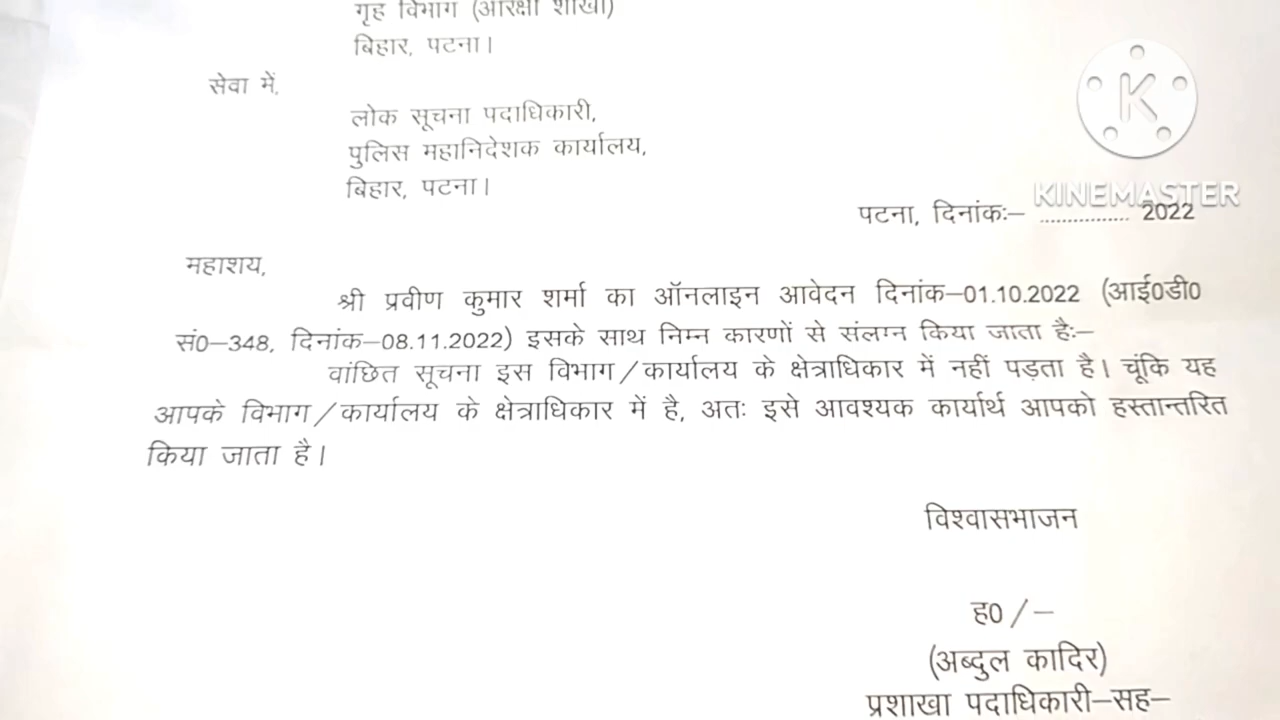 गृह विभाग (आरक्षी शाखा)
बिहार, पटना।
सेवा में,
लोक सूचना पदाधिकारी,
पुलिस महानिदेशक कार्यालय,
बिहार, पटना।
KINEMASTER
पटना, दिनांकः– ................ 2022
महाशय,
श्री प्रवीण कुमार शर्मा का ऑनलाइन आवेदन दिनांक–01.10.2022 (आई0डी0
सं0–348, दिनांक–08.11.2022) इसके साथ निम्न कारणों से संलग्न किया जाता हैः–
वांछित सूचना इस विभाग/कार्यालय के क्षेत्राधिकार में नहीं पड़ता है। चूंकि यह
आपके विभाग/कार्यालय के क्षेत्राधिकार में है, अतः इसे आवश्यक कार्यार्थ आपको हस्तान्तरित
किया जाता है।
विश्वासभाजन
ह0/–
(अब्दुल कादिर)
प्रशाखा पदाधिकारी–सह–